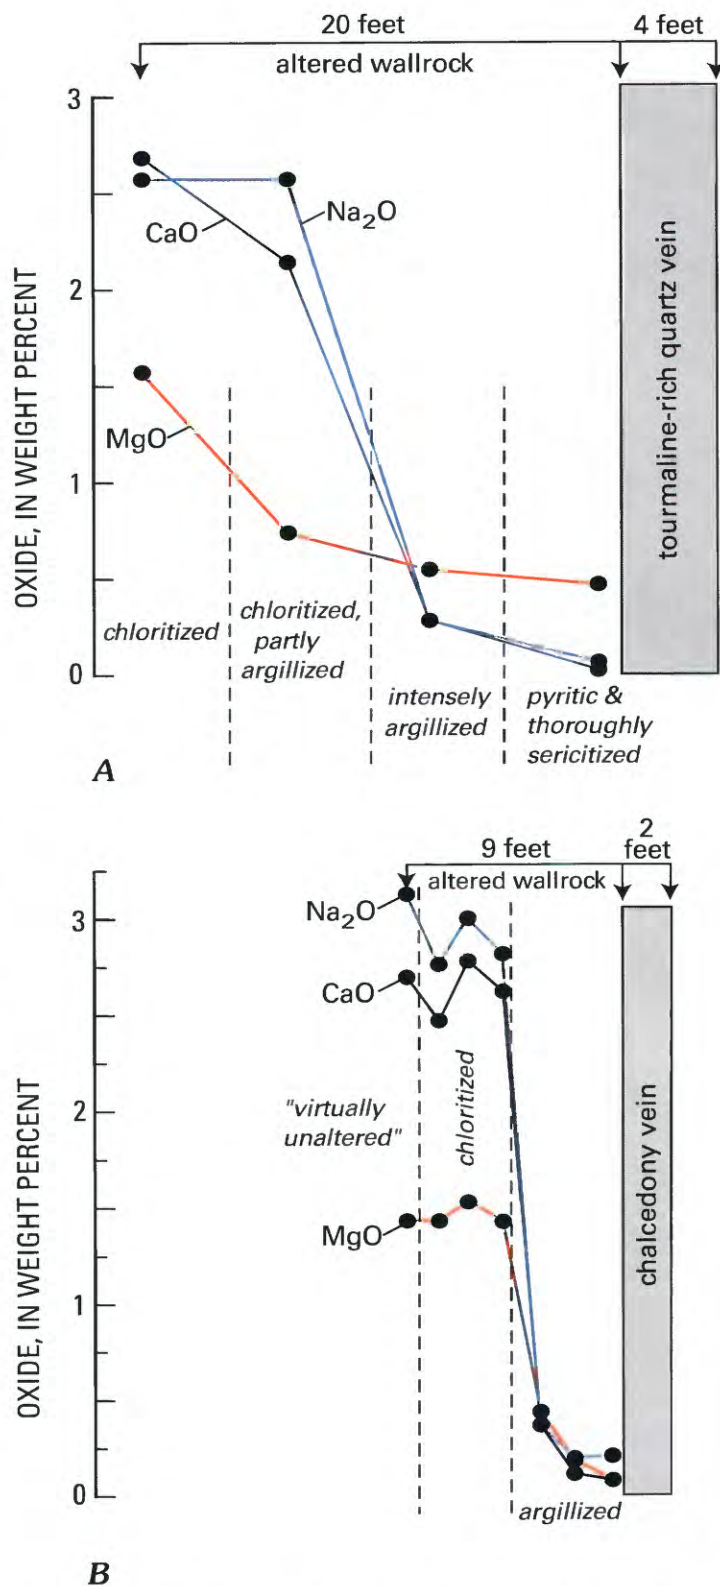 20 feet
4 feet
altered wallrock
3
Na₂O
CaO
2
OXIDE, IN WEIGHT PERCENT
tourmaline-rich quartz vein
MgO
1
chloritized
chloritized,
partly
argillized
0
intensely
argillized
pyritic &
thoroughly
sericitized
A
2
9 feet
feet
altered wallrock
Na₂O
3
CaO
OXIDE, IN WEIGHT PERCENT
chloritized
2
"virtually
unaltered"
chalcedony vein
MgO
1
0
argillized
B